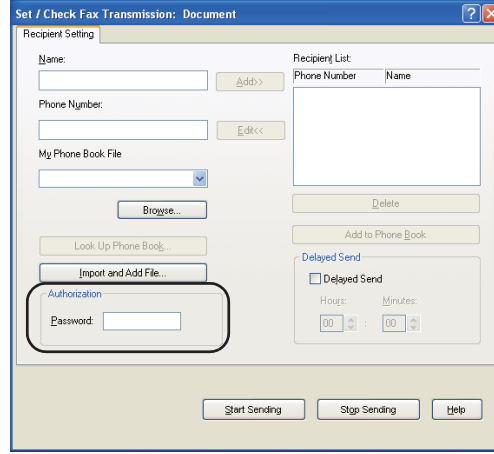 Set / Check Fax Transmission: Document
Recipient Setting
Name:
Add>>
Phone Number:
Edit<<
My Phone Book File
Browse...
Look Up Phone Book...
Import and Add File...
Authorization
Password:
Recipient List:
Phone Number Name
Delete
Add to Phone Book
Delayed Send
Delayed Send
Hours: Minutes:
00 : 00
Start Sending Stop Sending Help